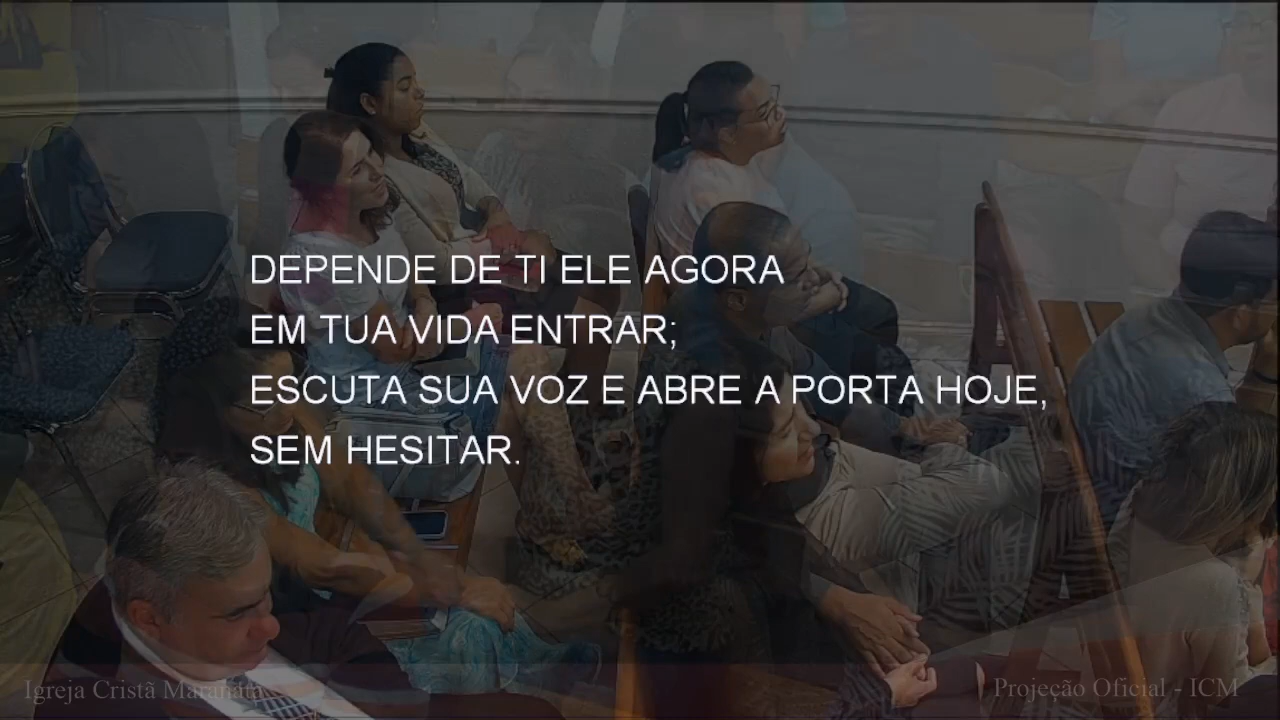 DEPENDE DE TI ELE AGORA
EM TUA VIDA ENTRAR;
ESCUTA SUA VOZ E ABRE A PORTA HOJE,
SEM HESITAR.
Igreja Cristã Maranata
Projeção Oficial - ICM